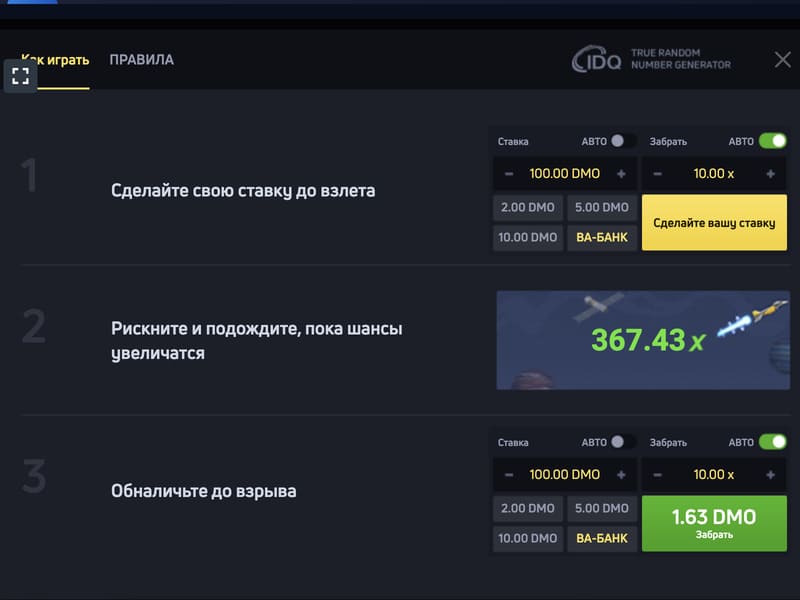 Как играть
ПРАВИЛА
IDQ
TRUE RANDOM
NUMBER GENERATOR
1
Сделайте свою ставку до взлета
Ставка
АВТО
Забрать
АВТО
− 100.00 DMO +
− 10.00 x +
2.00 DMO
5.00 DMO
10.00 DMO
ВА-БАНК
Сделайте вашу ставку
2
Рискните и подождите, пока шансы
увеличатся
367.43x
3
Обналичьте до взрыва
Ставка
АВТО
Забрать
АВТО
− 100.00 DMO +
− 10.00 x +
2.00 DMO
5.00 DMO
10.00 DMO
ВА-БАНК
1.63 DMO
Забрать